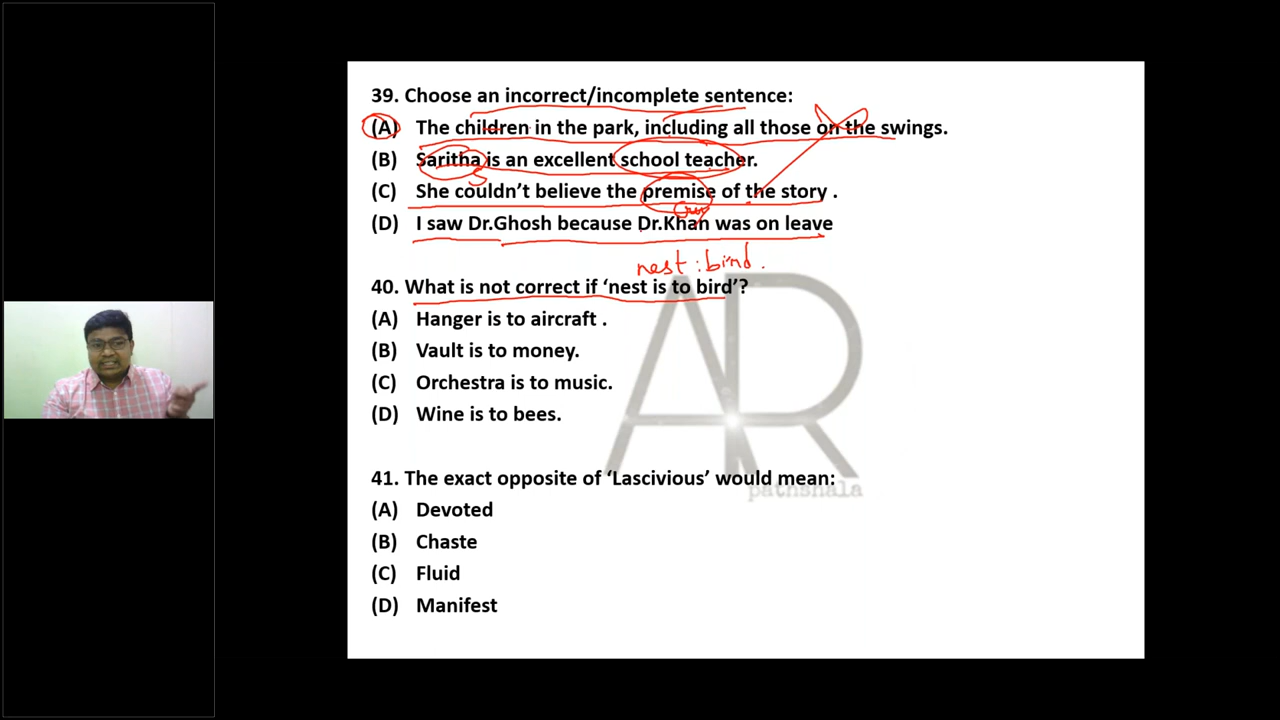 39. Choose an incorrect/incomplete sentence:
(A) The children in the park, including all those on the swings.
(B) Saritha is an excellent school teacher.
(C) She couldn't believe the premise of the story .
(D) I saw Dr.Ghosh because Dr.Khan was on leave
nest : bird .
40. What is not correct if ‘nest is to bird’?
(A) Hanger is to aircraft .
(B) Vault is to money.
(C) Orchestra is to music.
(D) Wine is to bees.
AR
41. The exact opposite of ‘Lascivious’ would mean:
pathshala
(A) Devoted
(B) Chaste
(C) Fluid
(D) Manifest